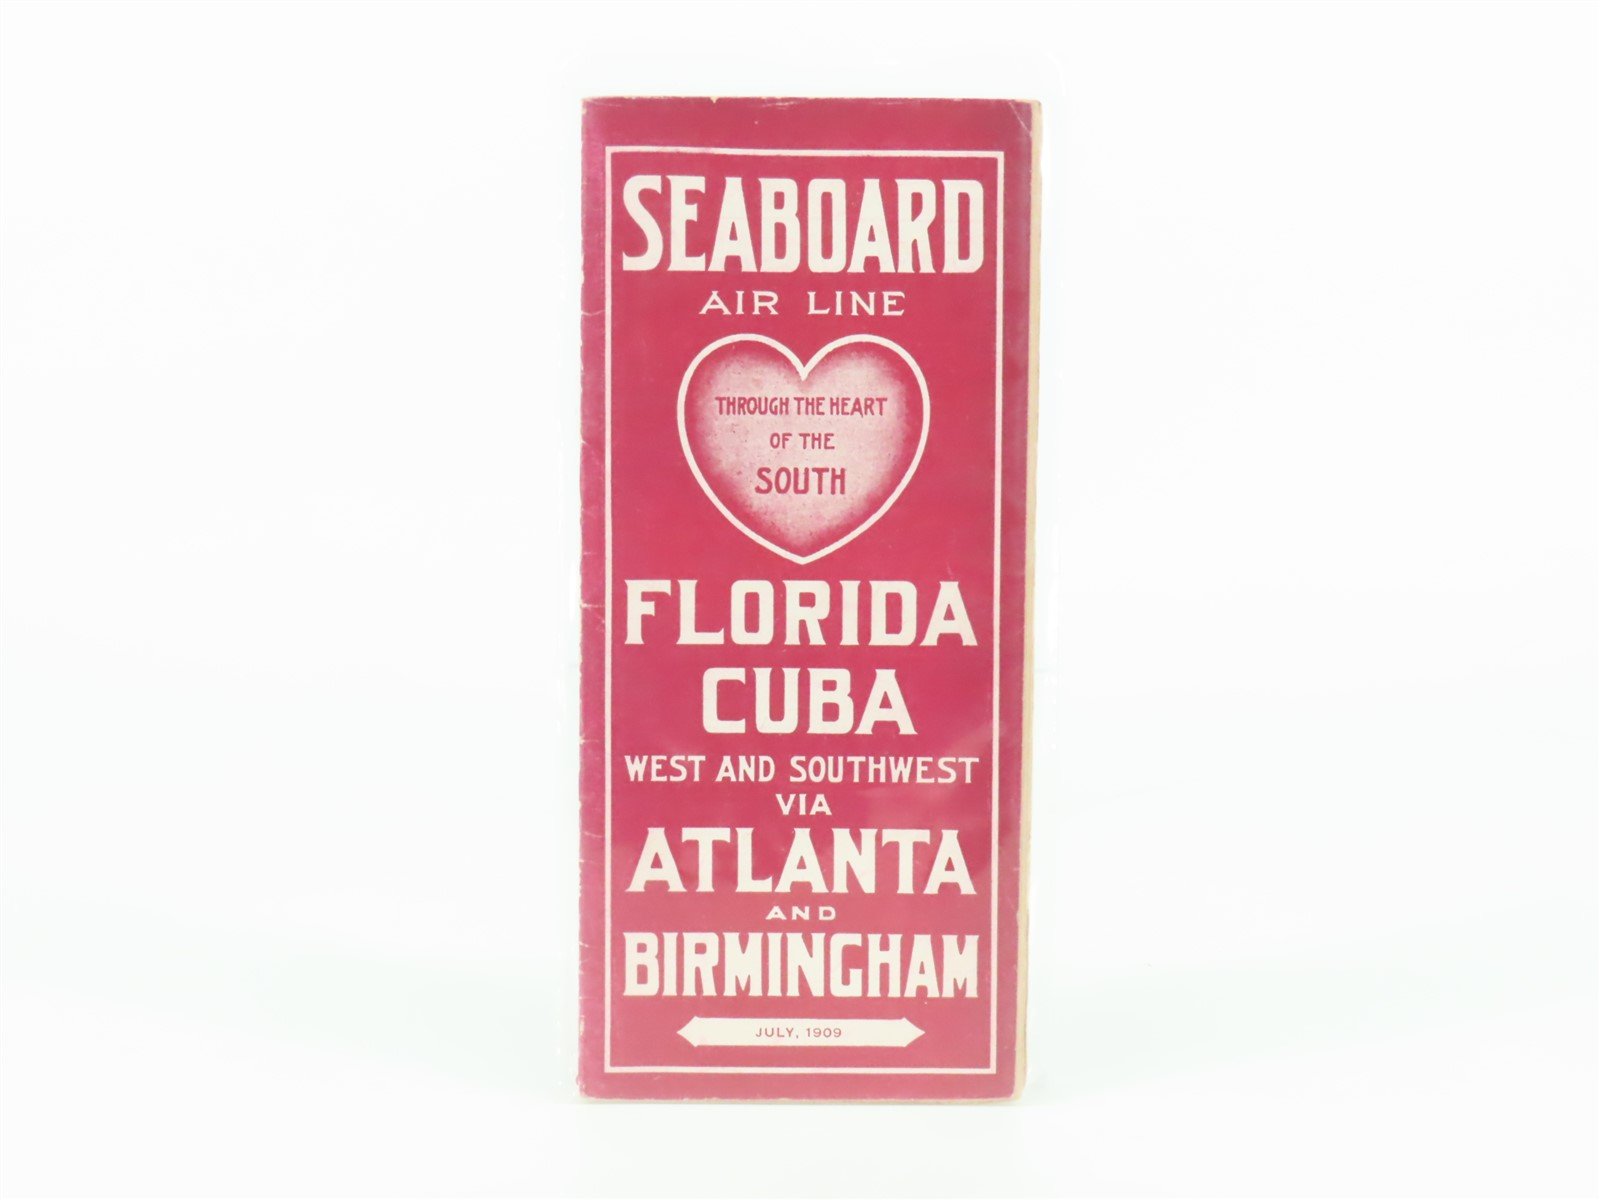 SEABOARD
AIR LINE
THROUGH THE HEART
OF THE
SOUTH
FLORIDA
CUBA
WEST AND SOUTHWEST
VIA
ATLANTA
AND
BIRMINGHAM
JULY, 1909